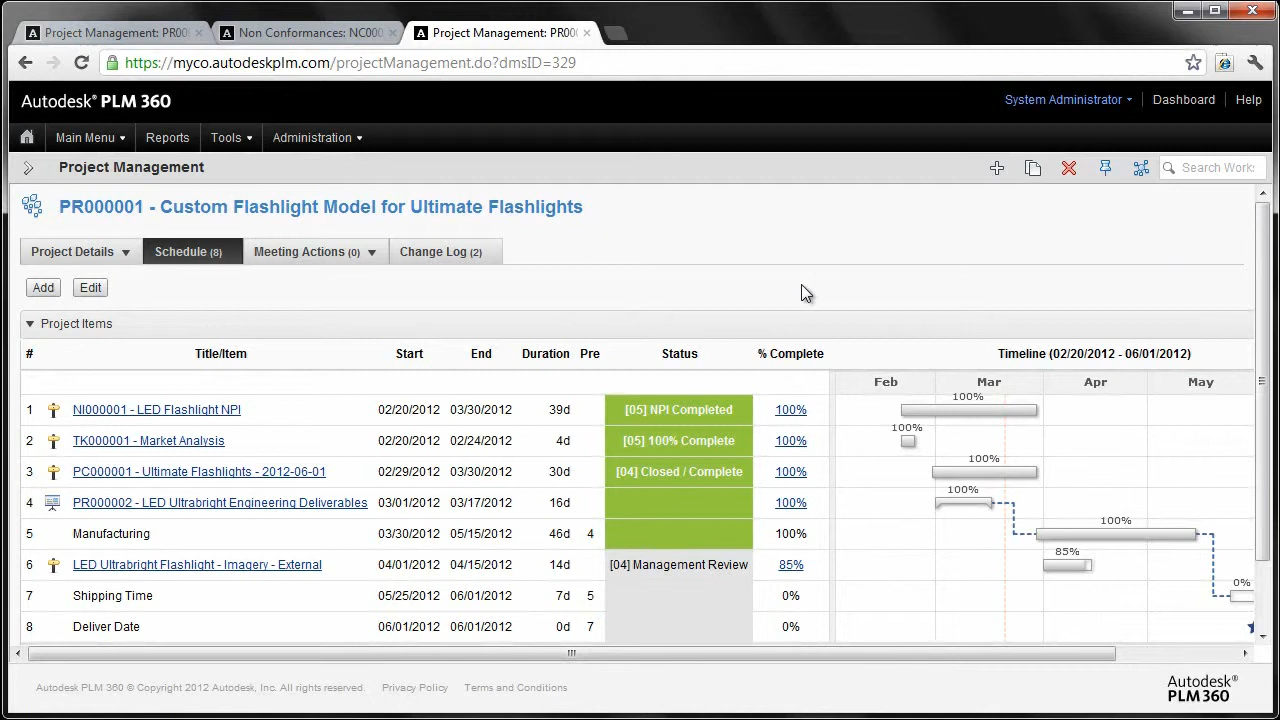 Project Management: PR00
Non Conformances: NC000
Project Management: PR00
https://myco.autodeskplm.com/projectManagement.do?dmsID=329
Autodesk® PLM 360
System Administrator
Dashboard
Help
Main Menu
Reports
Tools
Administration
Project Management
Search Works
PR000001 - Custom Flashlight Model for Ultimate Flashlights
Project Details
Schedule (8)
Meeting Actions (0)
Change Log (2)
Add
Edit
Project Items
# Title/Item Start End Duration Pre Status % Complete Timeline (02/20/2012 - 06/01/2012)
Feb Mar Apr May
1 NI000001 - LED Flashlight NPI 02/20/2012 03/30/2012 39d [05] NPI Completed 100% 100%
2 TK000001 - Market Analysis 02/20/2012 02/24/2012 4d [05] 100% Complete 100% 100%
3 PC000001 - Ultimate Flashlights - 2012-06-01 02/29/2012 03/30/2012 30d [04] Closed / Complete 100% 100%
4 PR000002 - LED Ultrabright Engineering Deliverables 03/01/2012 03/17/2012 16d 100% 100%
5 Manufacturing 03/30/2012 05/15/2012 46d 4 100% 100%
6 LED Ultrabright Flashlight - Imagery - External 04/01/2012 04/15/2012 14d [04] Management Review 85% 85%
7 Shipping Time 05/25/2012 06/01/2012 7d 5 0% 0%
8 Deliver Date 06/01/2012 06/01/2012 0d 7 0%
Autodesk PLM 360 © Copyright 2012 Autodesk, Inc. All rights reserved.
Privacy Policy
Terms and Conditions
Autodesk®
PLM 360